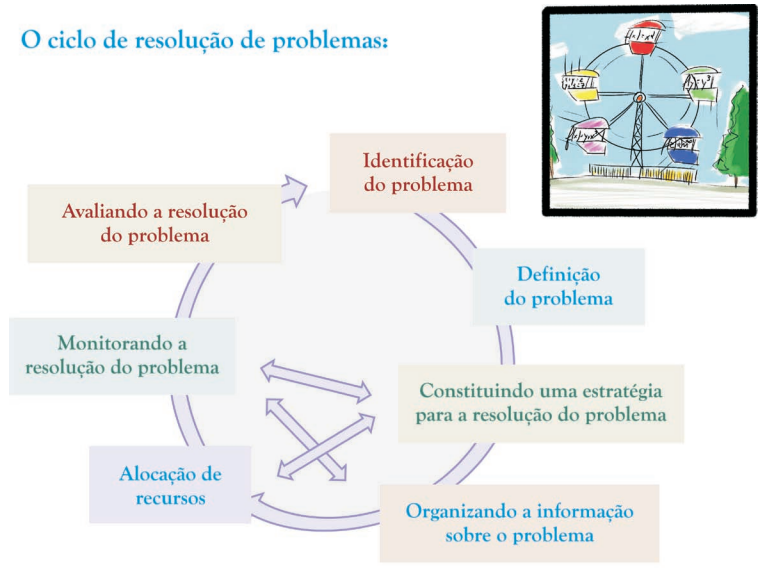 O ciclo de resolução de problemas:
Identificação
do problema
Definição
do problema
Constituindo uma estratégia
para a resolução do problema
Organizando a informação
sobre o problema
Alocação de
recursos
Monitorando a
resolução do problema
Avaliando a resolução
do problema